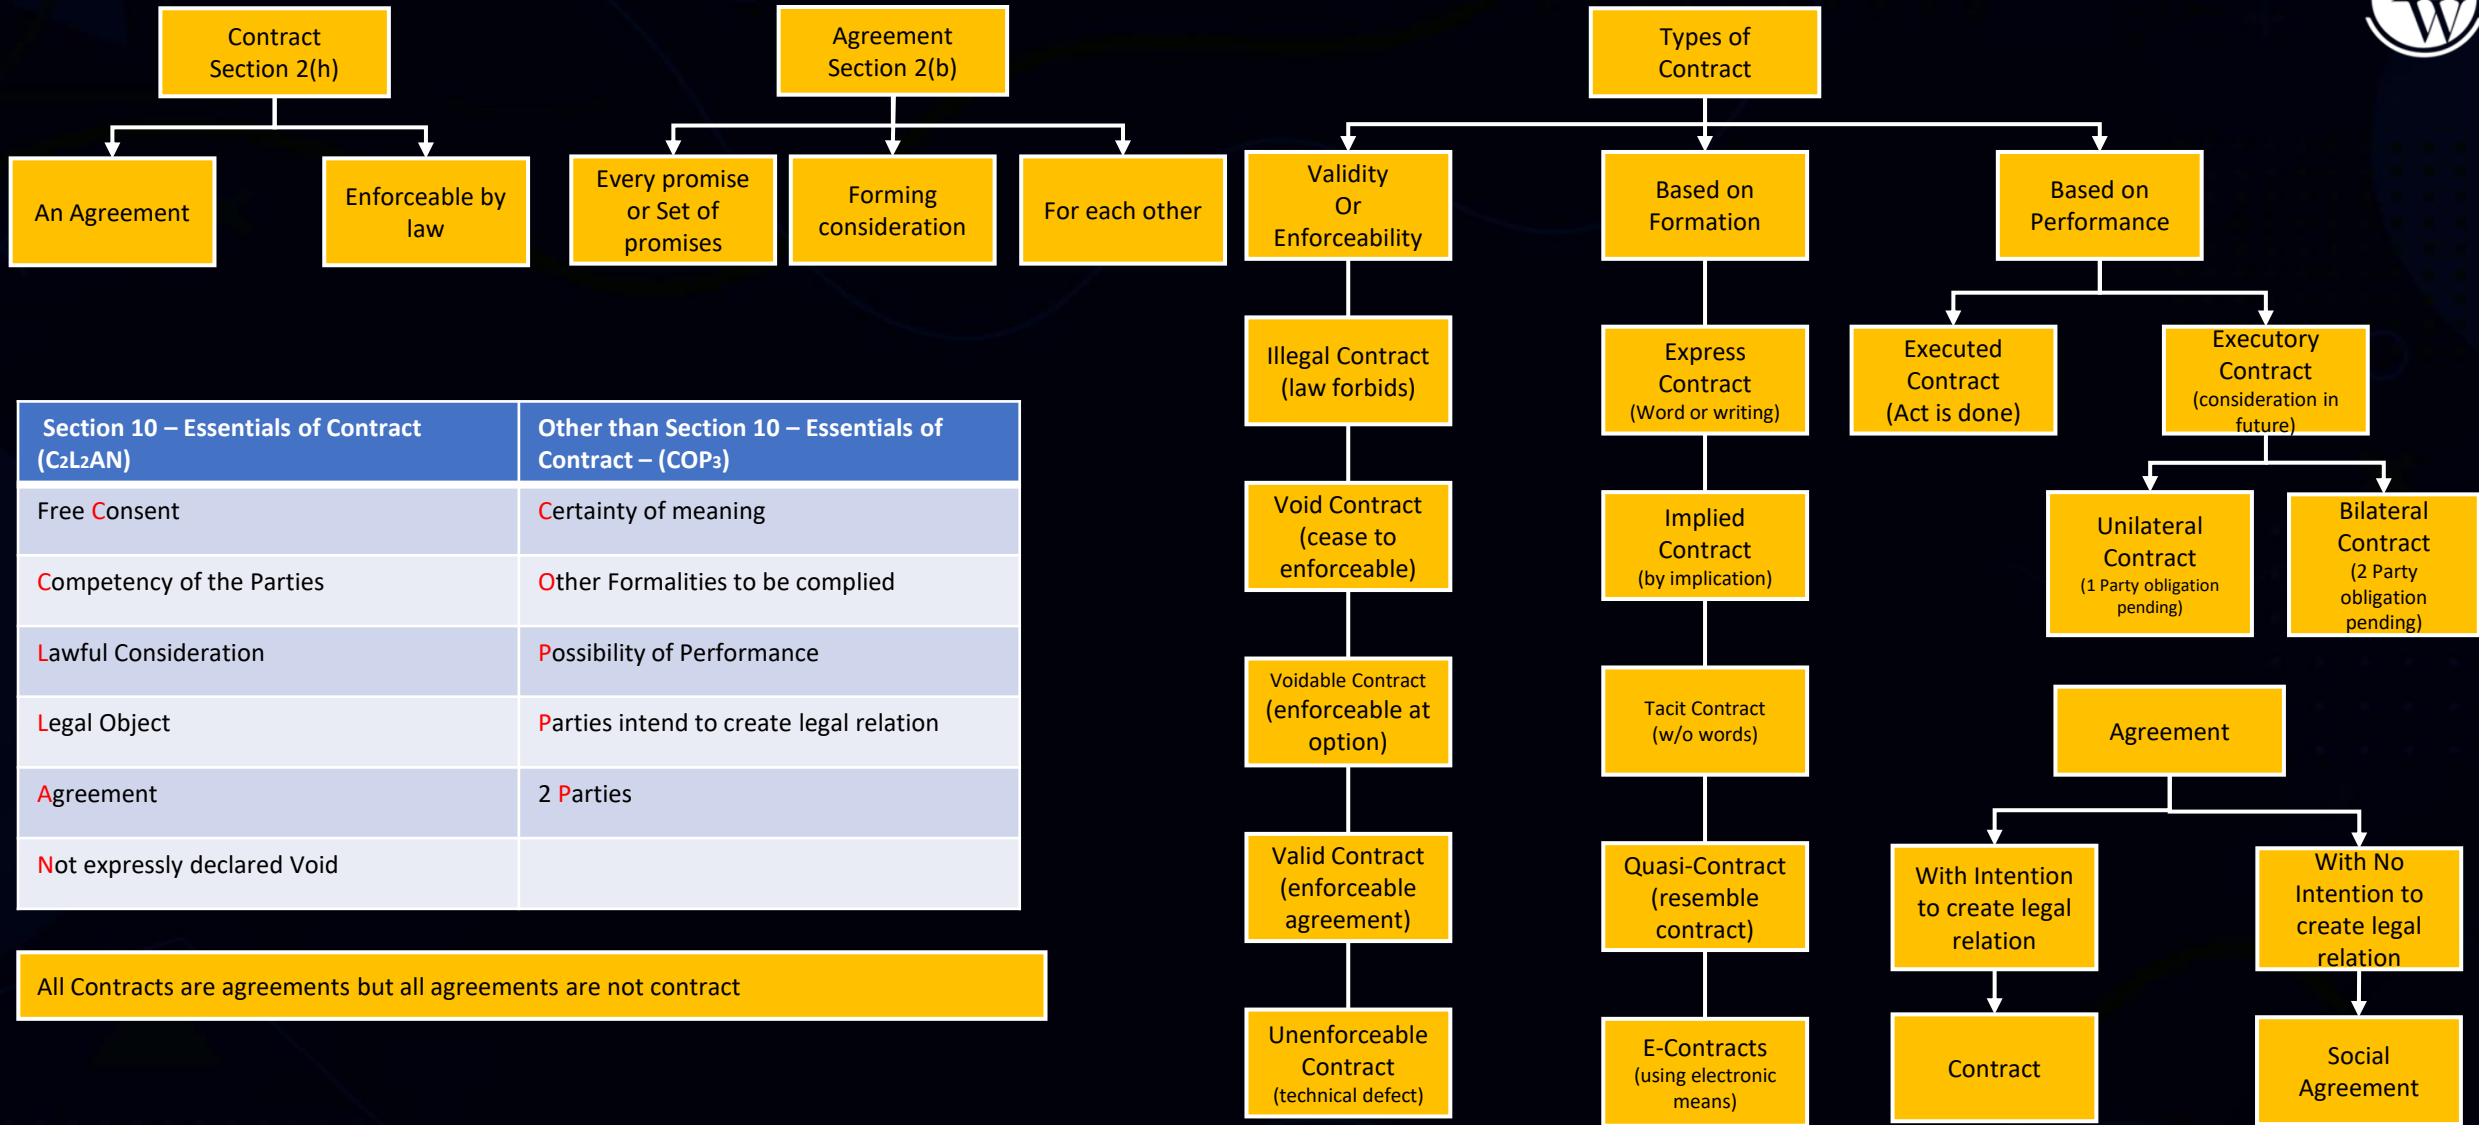 Contract
Section 2(h)
An Agreement
Enforceable by
law
Agreement
Section 2(b)
Every promise
or Set of
promises
Forming
consideration
For each other
Section 10 – Essentials of Contract
(C2L2AN)
Other than Section 10 – Essentials of
Contract – (COP3)
Free Consent
Certainty of meaning
Competency of the Parties
Other Formalities to be complied
Lawful Consideration
Possibility of Performance
Legal Object
Parties intend to create legal relation
Agreement
2 Parties
Not expressly declared Void
All Contracts are agreements but all agreements are not contract
Types of
Contract
Validity
Or
Enforceability
Illegal Contract
(law forbids)
Void Contract
(cease to
enforceable)
Voidable Contract
(enforceable at
option)
Valid Contract
(enforceable
agreement)
Unenforceable
Contract
(technical defect)
Based on
Formation
Express
Contract
(Word or writing)
Implied
Contract
(by implication)
Tacit Contract
(w/o words)
Quasi-Contract
(resemble
contract)
E-Contracts
(using electronic
means)
Based on
Performance
Executed
Contract
(Act is done)
Executory
Contract
(consideration in
future)
Unilateral
Contract
(1 Party obligation
pending)
Bilateral
Contract
(2 Party
obligation
pending)
Agreement
With Intention
to create legal
relation
Contract
With No
Intention to
create legal
relation
Social
Agreement
W